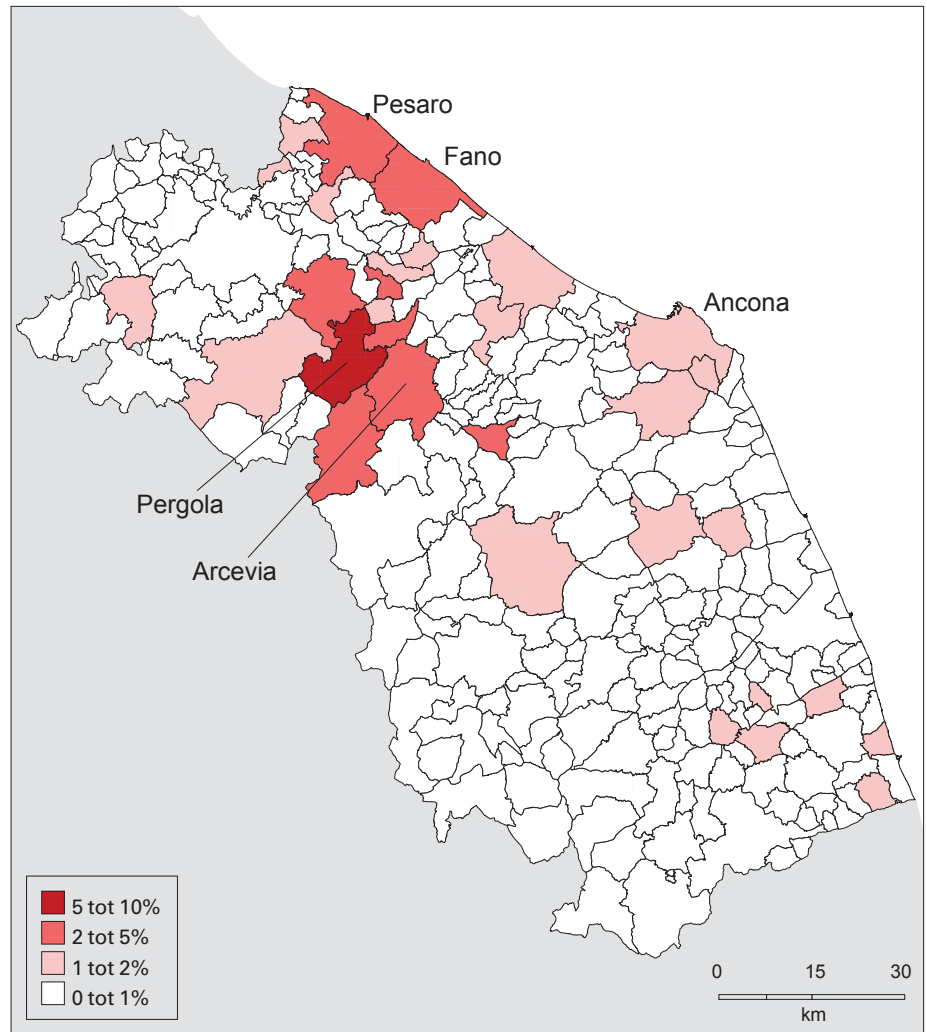 Pesaro
Fano
Ancona
Pergola
Arcevia
5 tot 10%
2 tot 5%
1 tot 2%
0 tot 1%
0 15 30
km